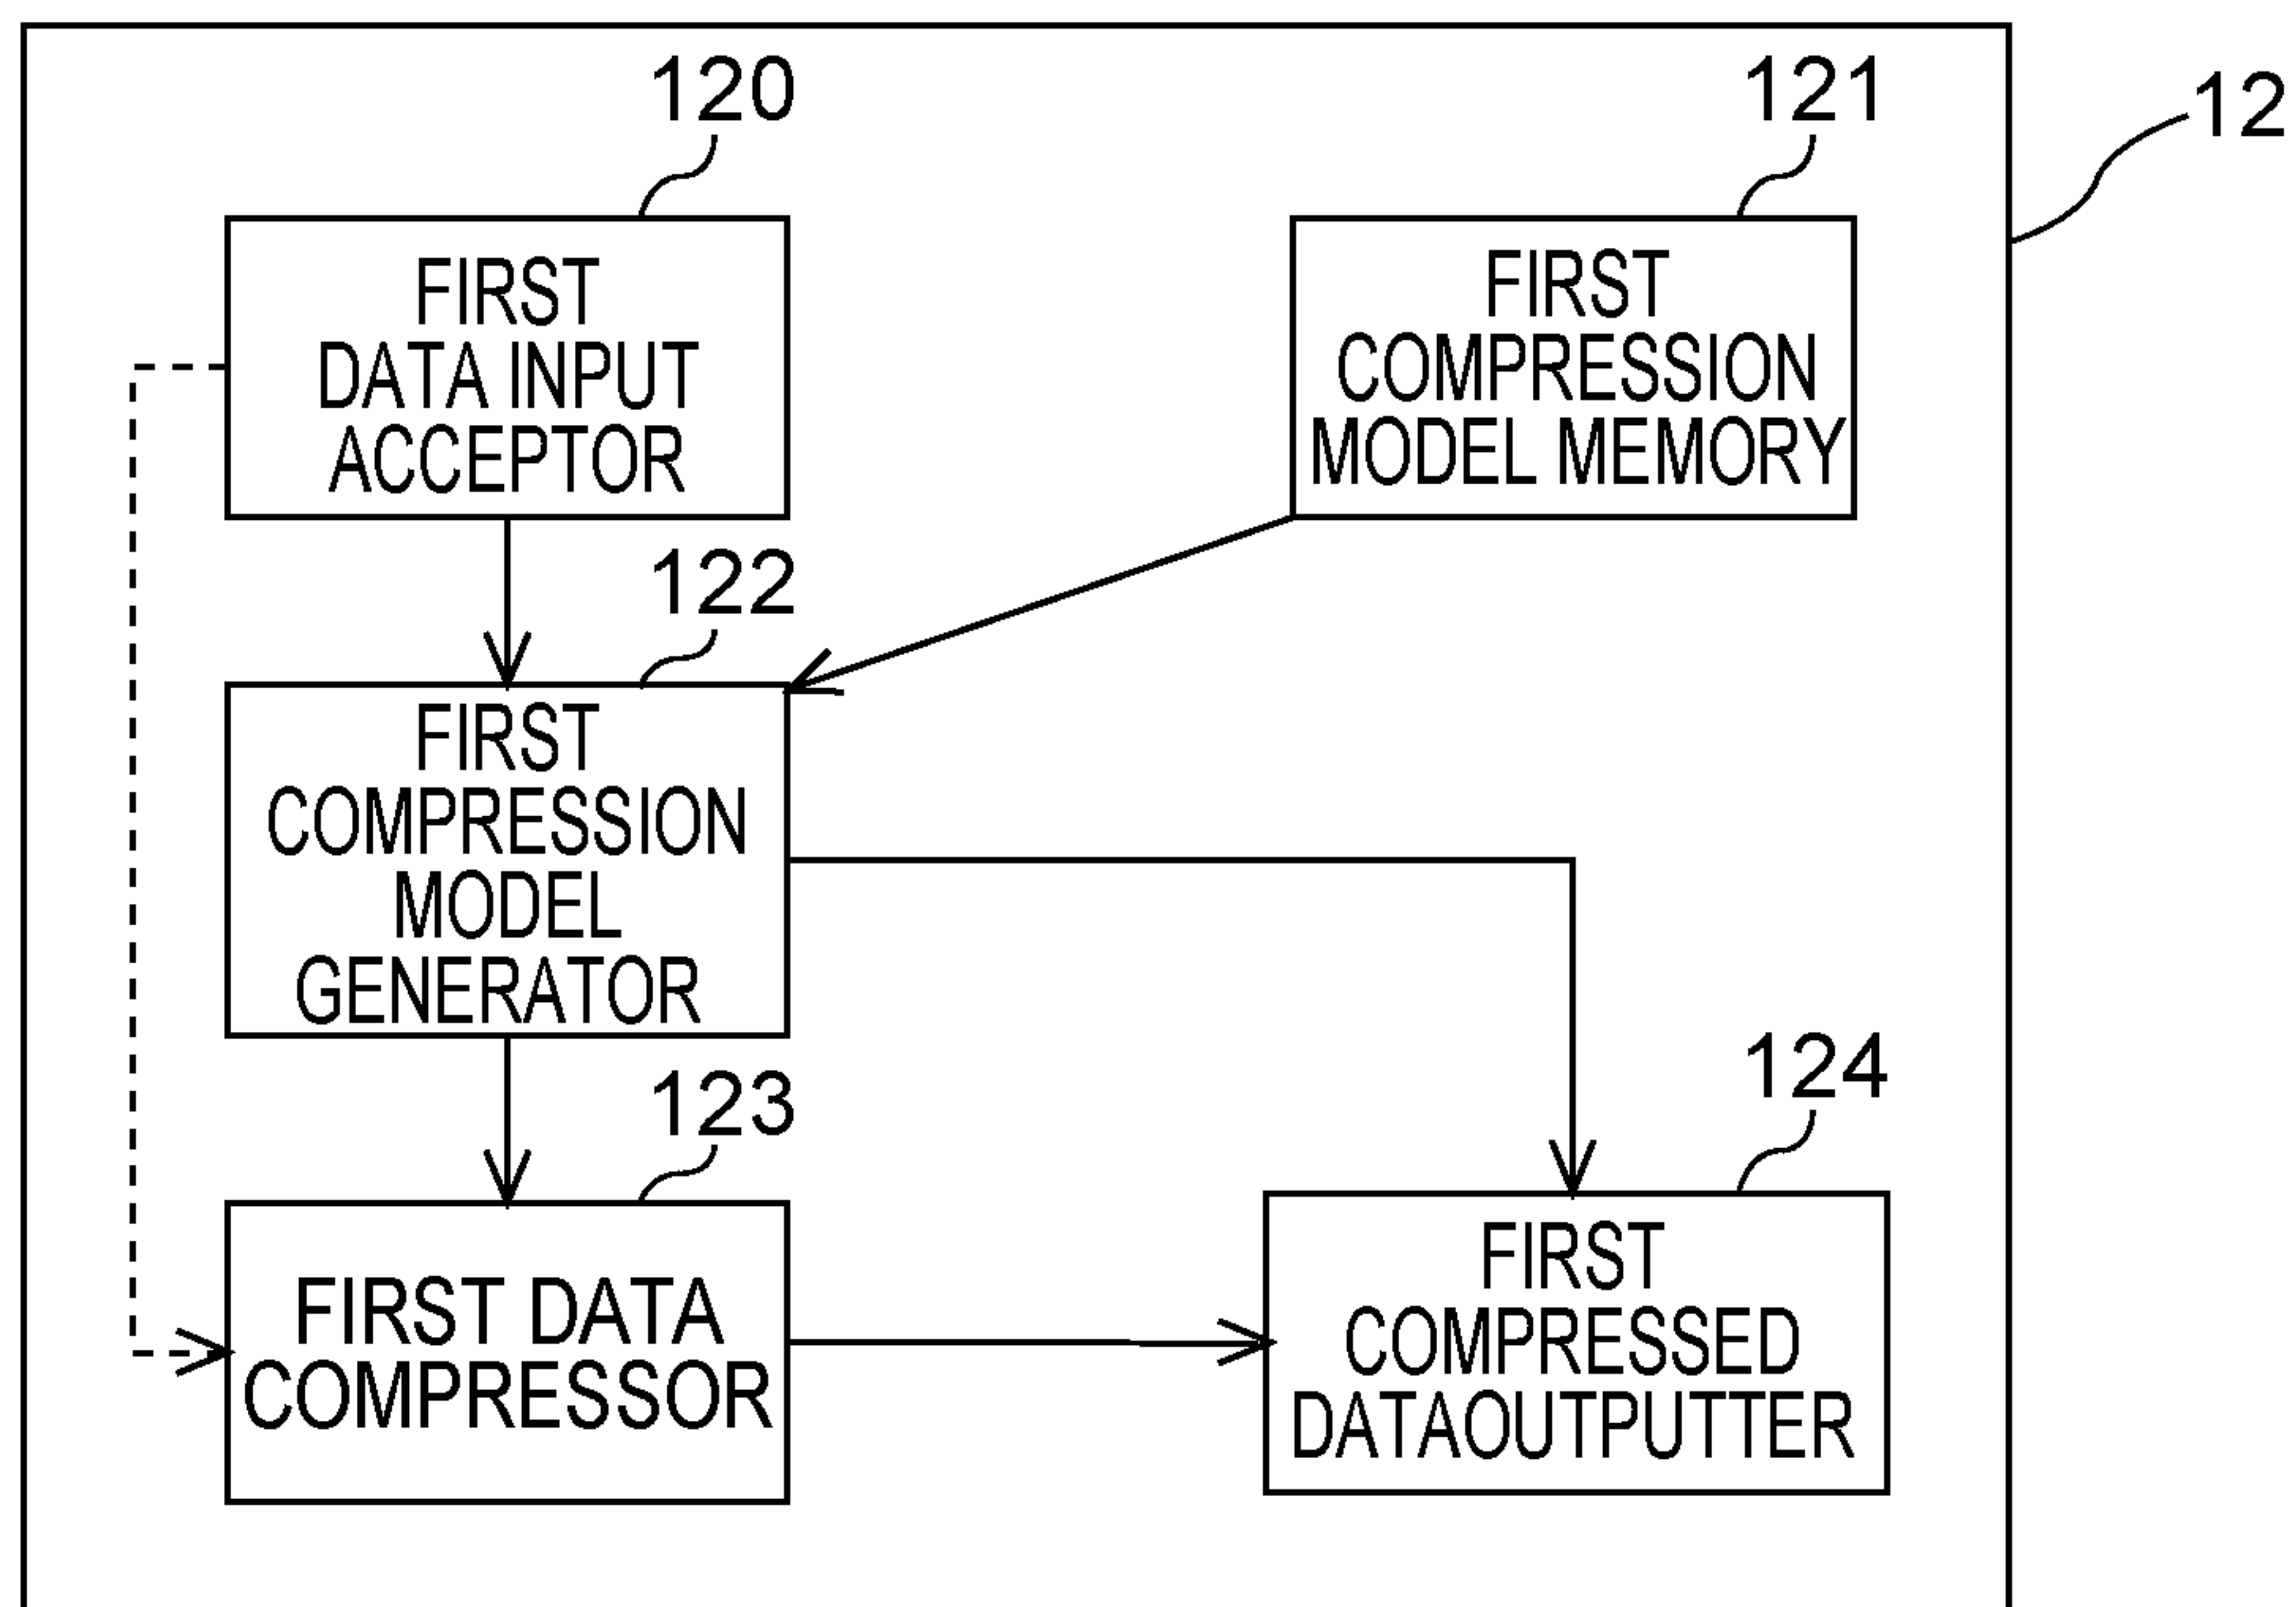 120
121
12
FIRST
DATA INPUT
ACCEPTOR
FIRST
COMPRESSION
MODEL MEMORY
122
FIRST
COMPRESSION
MODEL
GENERATOR
123
124
FIRST DATA
COMPRESSOR
FIRST
COMPRESSED
DATAOUTPUTTER